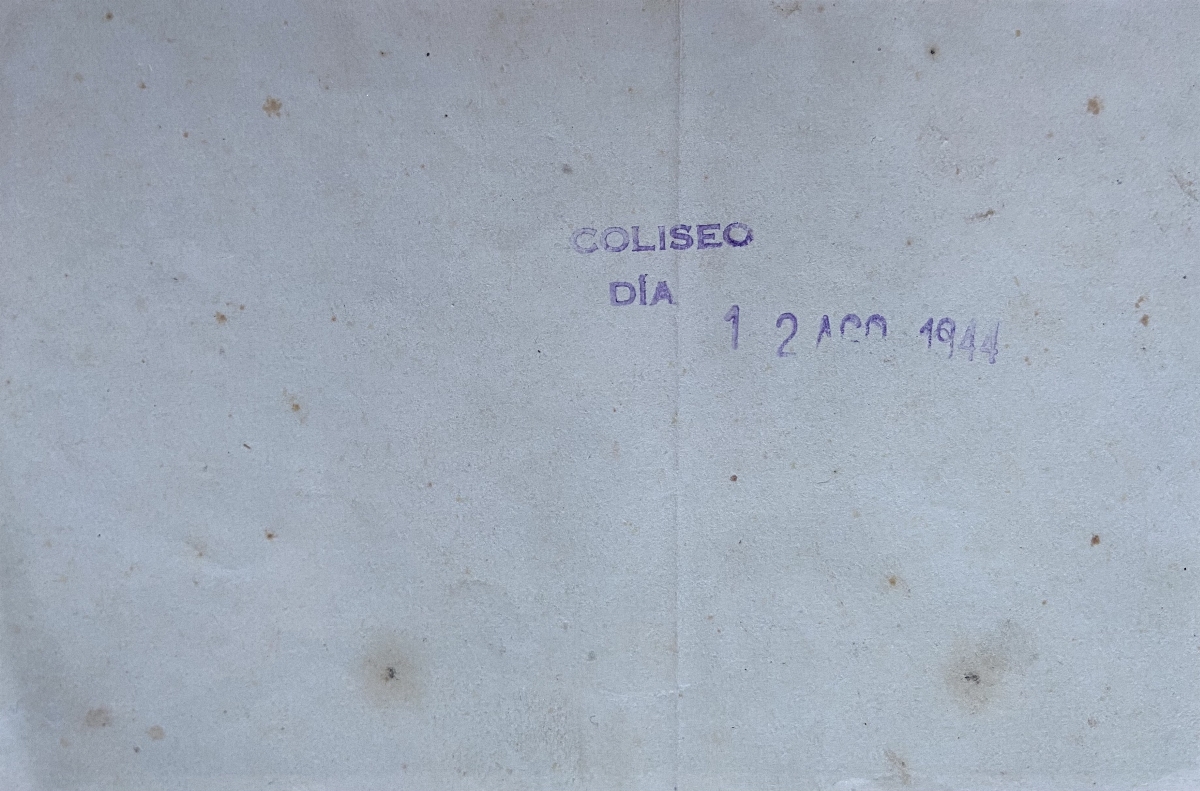 COLISEO
DÍA
1 2 AGO 1944